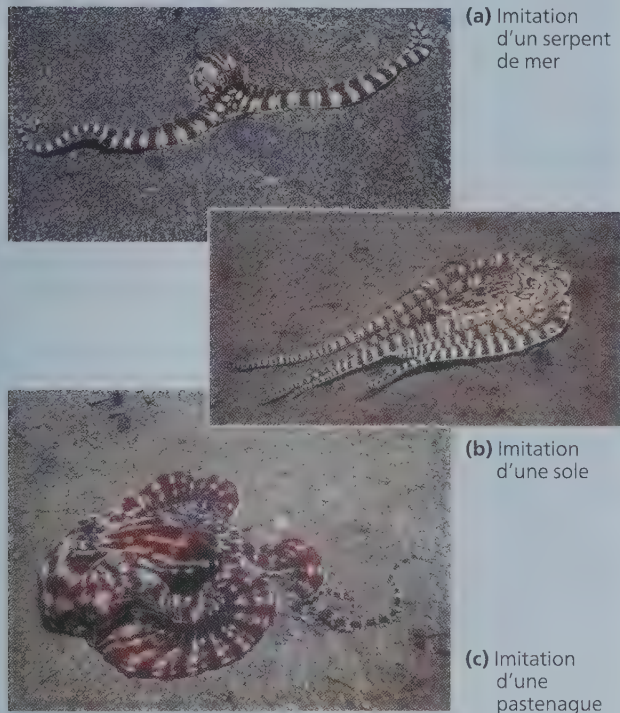 (a) Imitation
d'un serpent
de mer
(b) Imitation
d'une sole
(c) Imitation
d'une
pastenague